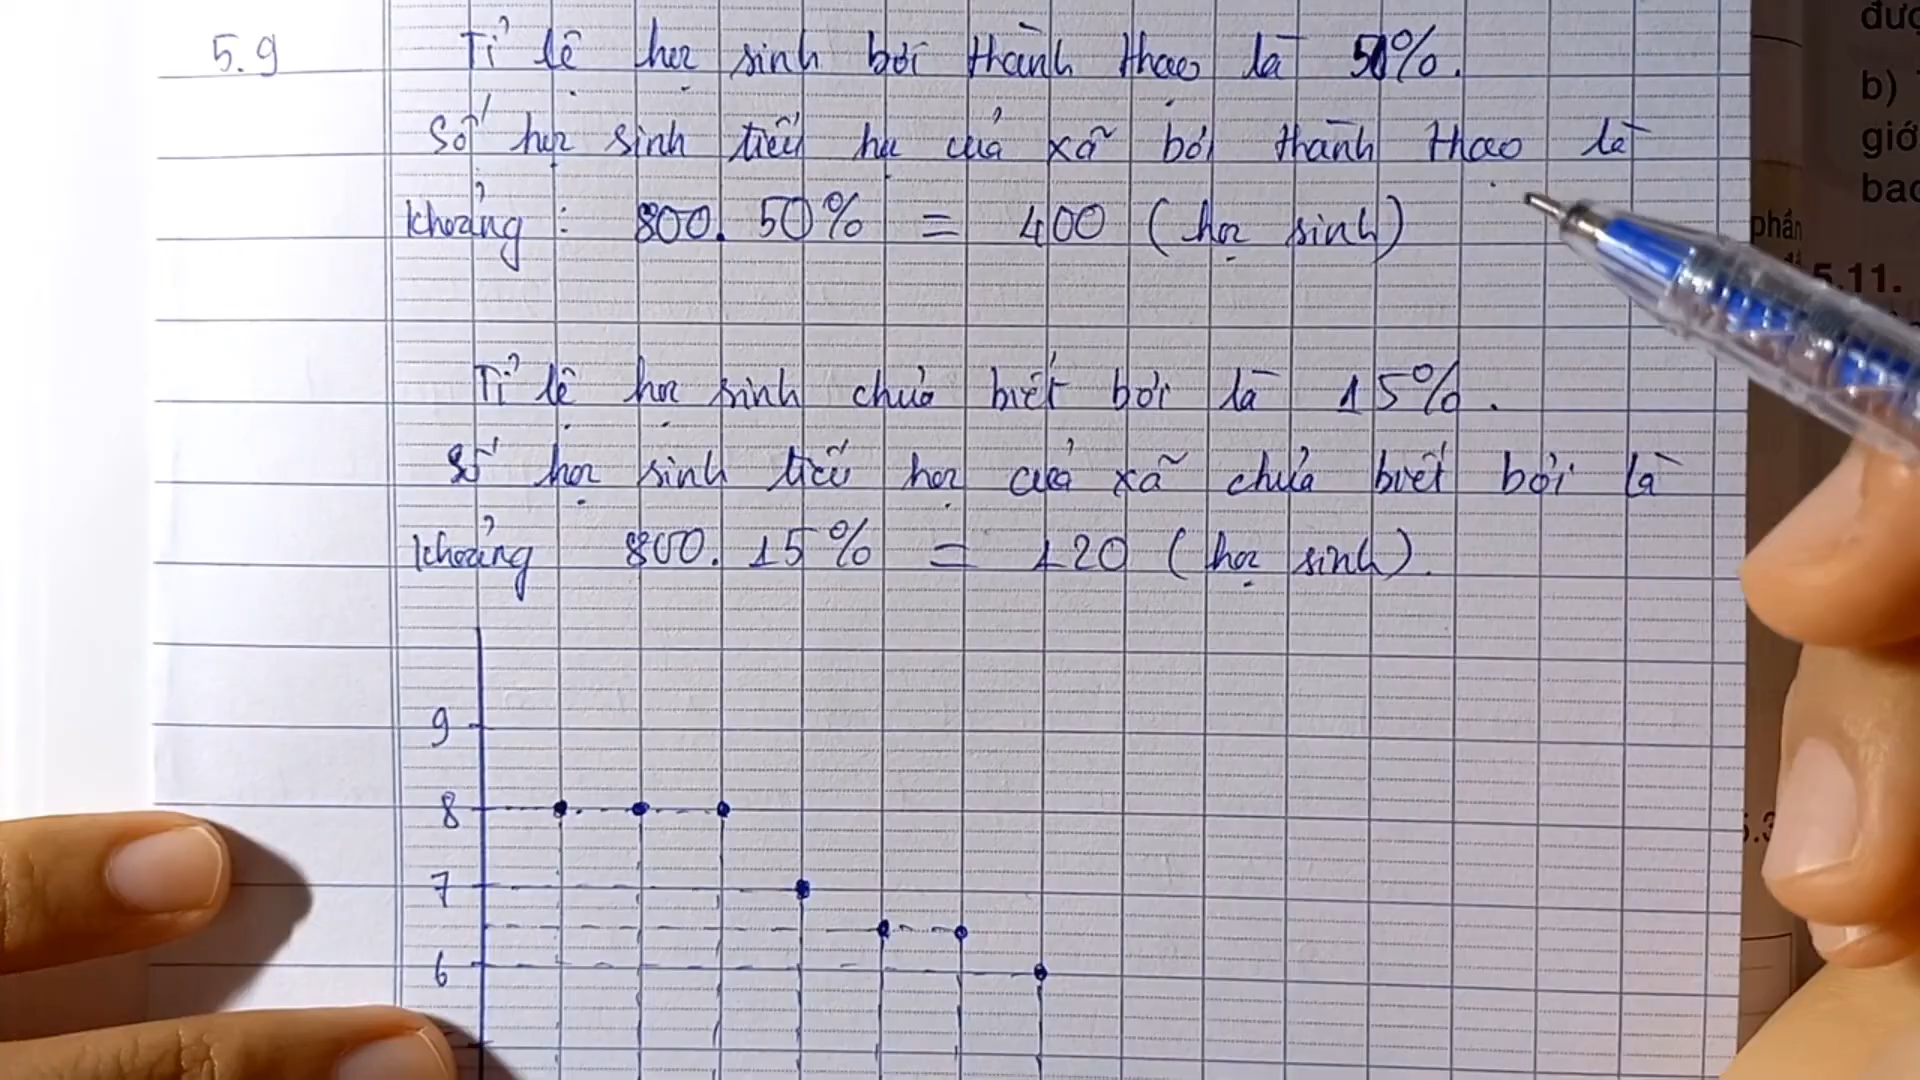 5.9 Tỉ lệ học sinh bơi thành thạo là 50%.
Số học sinh tiểu học của xã bơi thành thạo là
khoảng : 800. 50% = 400 (học sinh)
Tỉ lệ học sinh chưa biết bơi là 15%.
Số học sinh tiểu học của xã chưa biết bơi là
khoảng 800. 15% = 120 (học sinh).
9
8
7
6
b)
giớ
bao
phần
5.11.